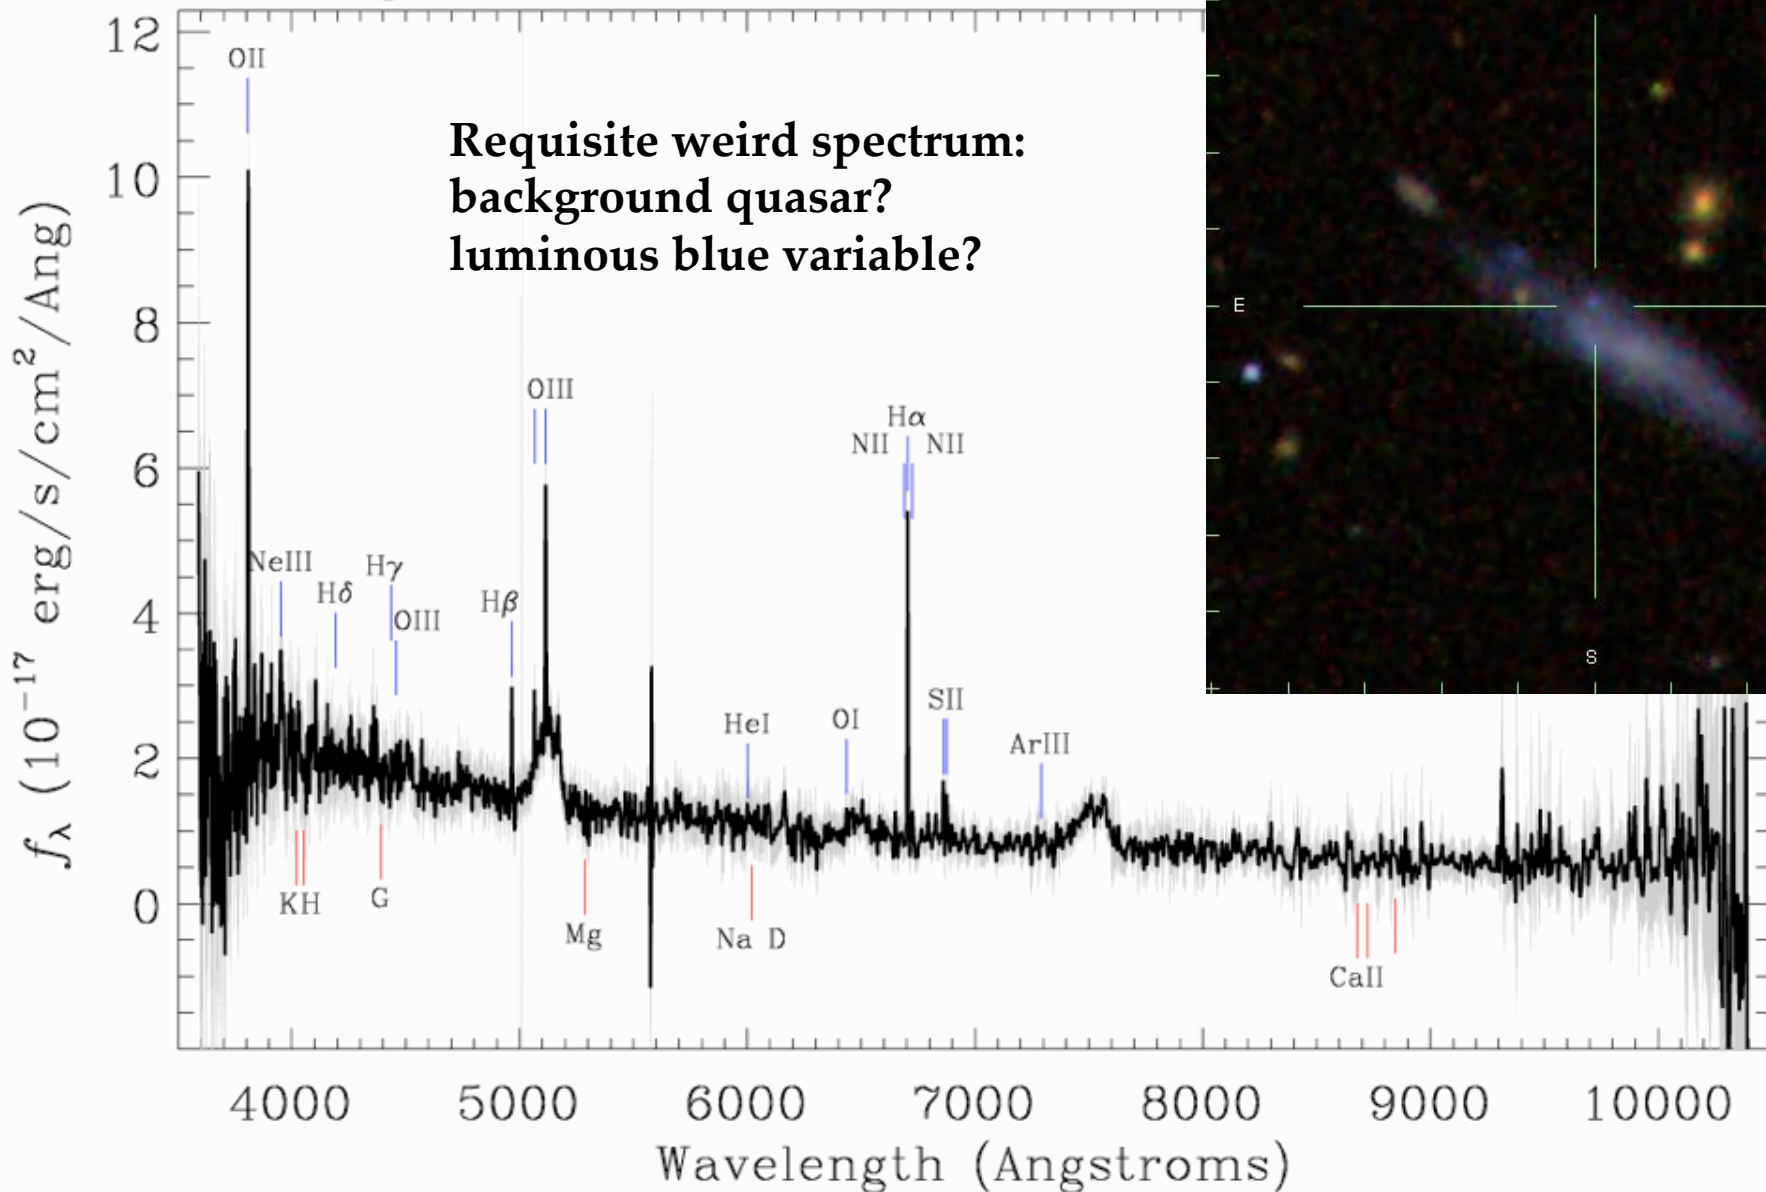 12
10
8
6
4
2
0
f_λ (10⁻¹⁷ erg/s/cm²/Ang)
Requisite weird spectrum:
background quasar?
luminous blue variable?
OII
NeIII
Hδ
Hγ
OIII
Hβ
OIII
Hα
NII NII
HeI
OI
SII
ArIII
KH
G
Mg
Na D
CaII
E
S
4000 5000 6000 7000 8000 9000 10000
Wavelength (Angstroms)